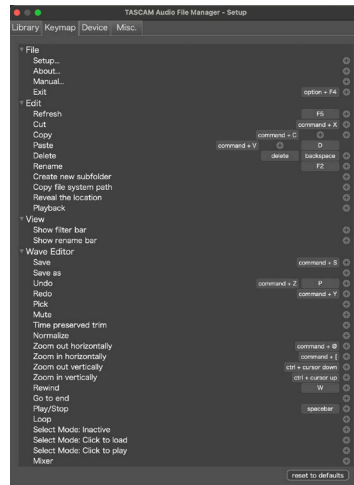 TASCAM Audio File Manager - Setup
Library Keymap Device Misc.
File
Setup...
About...
Manual...
Exit option + F4
Edit
Refresh F5
Cut command + X
Copy command + C
Paste command + V D
Delete delete backspace
Rename F2
Create new subfolder
Copy file system path
Reveal the location
Playback
View
Show filter bar
Show rename bar
Wave Editor
Save command + S
Save as
Undo command + Z P
Redo command + Y
Pick
Mute
Time preserved trim
Normalize
Zoom out horizontally command + @
Zoom in horizontally command + [
Zoom out vertically ctrl + cursor down
Zoom in vertically ctrl + cursor up
Rewind W
Go to end
Play/Stop spacebar
Loop
Select Mode: Inactive
Select Mode: Click to load
Select Mode: Click to play
Mixer
reset to defaults